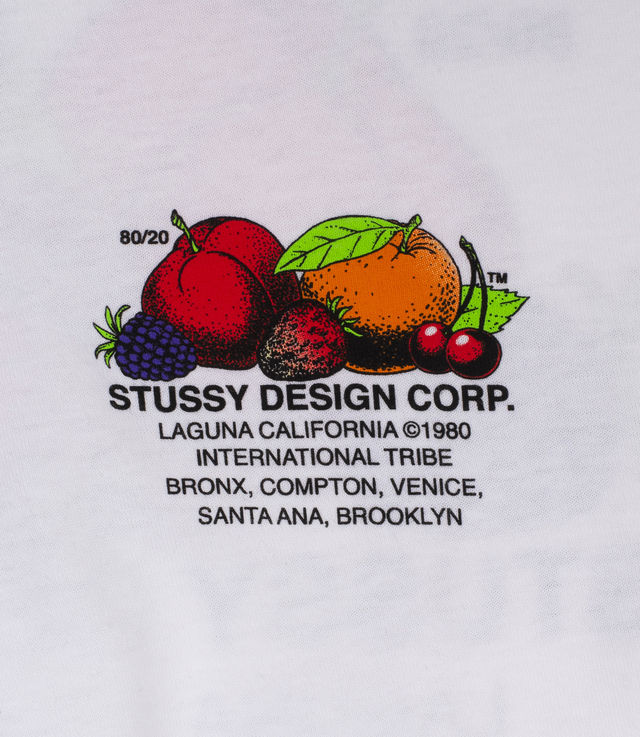 80/20
TM
STUSSY DESIGN CORP.
LAGUNA CALIFORNIA ©1980
INTERNATIONAL TRIBE
BRONX, COMPTON, VENICE,
SANTA ANA, BROOKLYN